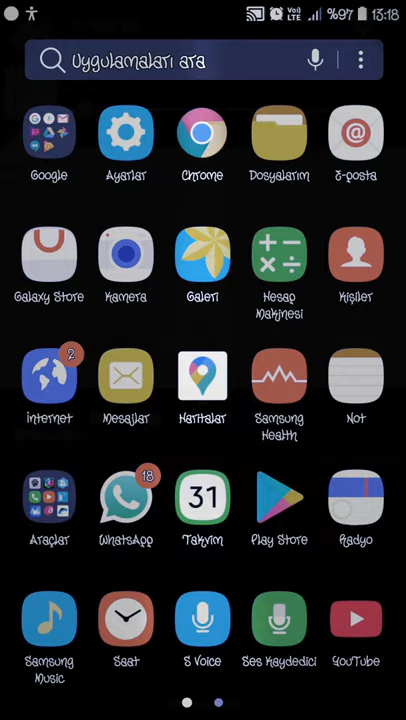 Vo))
LTE
%97
13:18
Uygulamaları ara
Google
Ayarlar
Chrome
Dosyalarım
E-posta
Galaxy Store
Kamera
Galeri
Hesap
Makinesi
Kişiler
2
İnternet
Mesajlar
Haritalar
Samsung
Health
Not
18
31
Araçlar
WhatsApp
Takvim
Play Store
Radyo
Samsung
Music
Saat
S Voice
Ses Kaydedici
YouTube